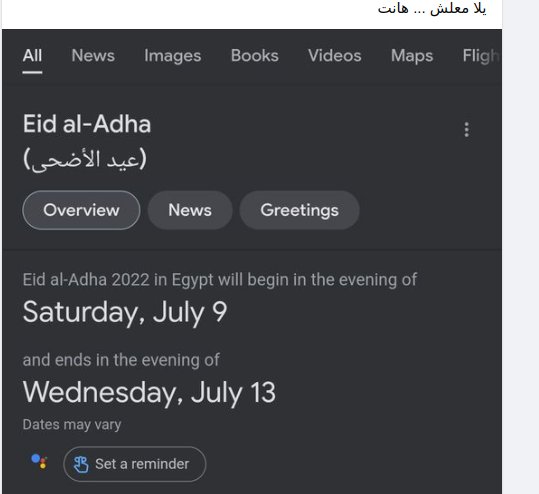 يلا معلش ... هانت
All News Images Books Videos Maps Fligh
Eid al-Adha
(عيد الأضحى)
Overview News Greetings
Eid al-Adha 2022 in Egypt will begin in the evening of
Saturday, July 9
and ends in the evening of
Wednesday, July 13
Dates may vary
Set a reminder